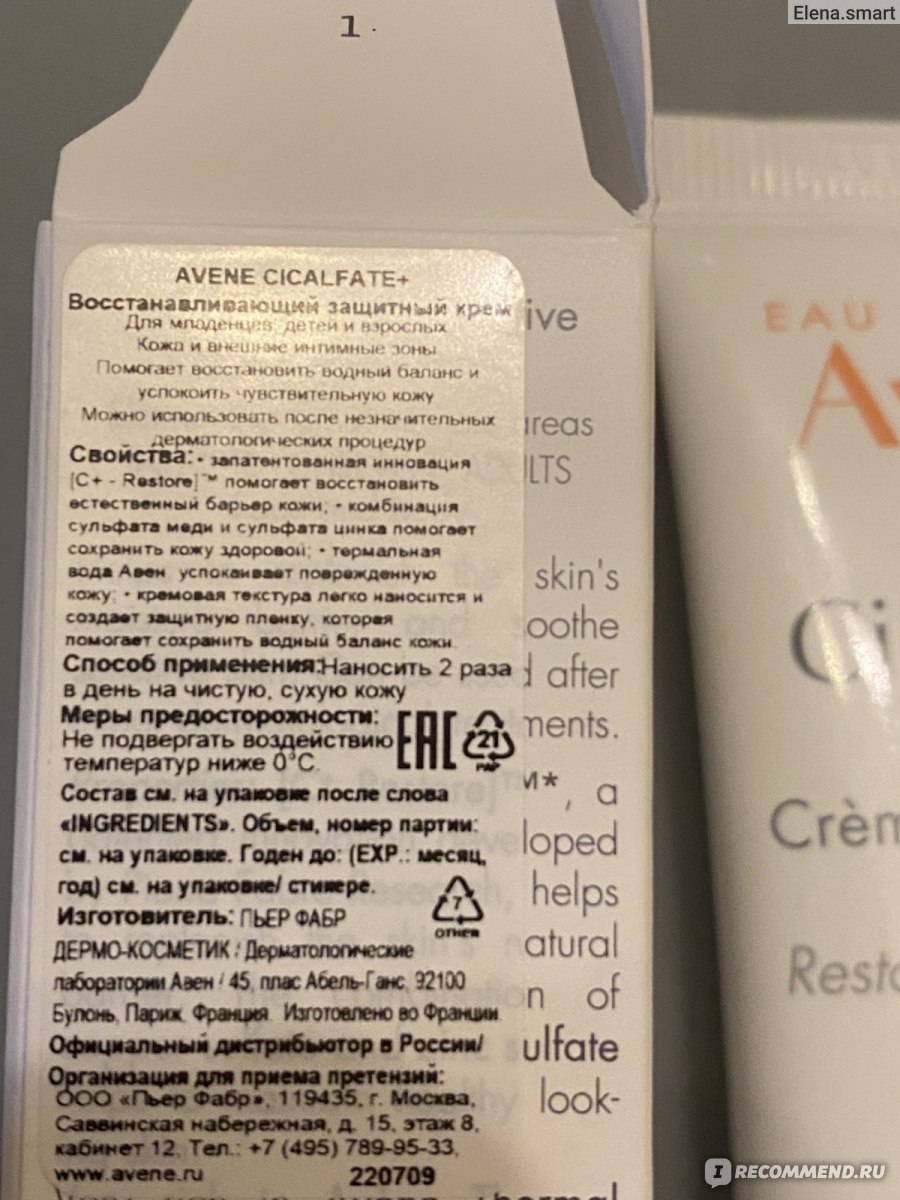 Elena.smart
1.
AVENE CICALFATE+
Восстанавливающий защитный крем
Для младенцев, детей и взрослых
Кожа и внешние интимные зоны
Помогает восстановить водный баланс и
успокоить чувствительную кожу
Можно использовать после незначительных
дерматологических процедур
Свойства: • запатентованная инновация
[C+ - Restore]™ помогает восстановить
естественный барьер кожи; • комбинация
сульфата меди и сульфата цинка помогает
сохранить кожу здоровой; • термальная
вода Авен успокаивает поврежденную
кожу; • кремовая текстура легко наносится и
создает защитную пленку, которая
помогает сохранить водный баланс кожи.
Способ применения: Наносить 2 раза
в день на чистую, сухую кожу
Меры предосторожности:
Не подвергать воздействию
температур ниже 0°C.
EAC
21
PAP
Состав см. на упаковке после слова
«INGREDIENTS». Объем, номер партии:
см. на упаковке. Годен до: (EXP.: месяц,
год) см. на упаковке/ стикере.
7
OTHER
Изготовитель: ПЬЕР ФАБР
ДЕРМО-КОСМЕТИК / Дерматологические
лаборатории Авен / 45, плас Абель-Ганс, 92100
Булонь, Париж, Франция. Изготовлено во Франции
Официальный дистрибьютор в России/
Организация для приема претензий:
ООО «Пьер Фабр», 119435, г. Москва,
Саввинская набережная, д. 15, этаж 8,
кабинет 12, Тел.: +7 (495) 789-95-33,
www.avene.ru 220709
ive
areas
LTS
skin's
oothe
d after
ments.
™*, a
loped
helps
atural
n of
ulfate
look-
EAU
Av
Ci
Crèm
Resto
IRECOMMEND.RU